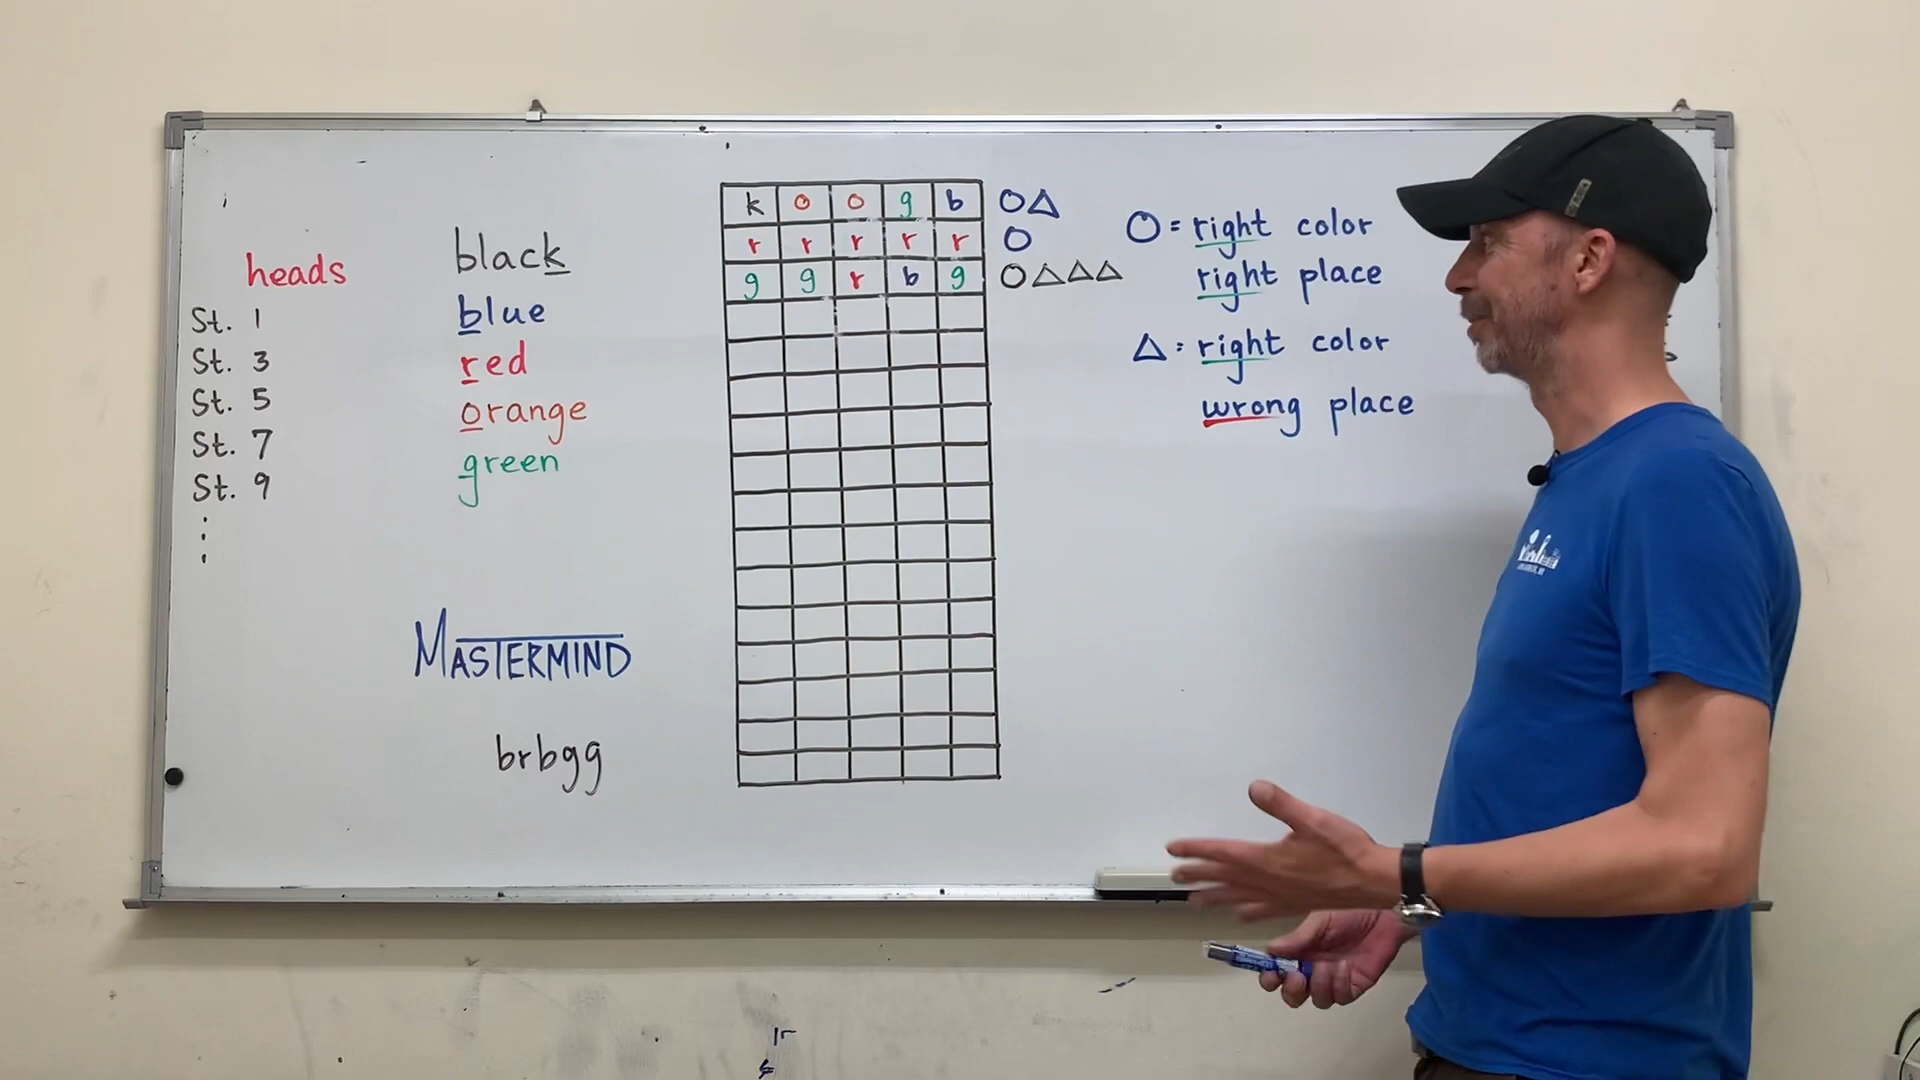 heads
St. 1
St. 3
St. 5
St. 7
St. 9
black
blue
red
orange
green
MASTERMIND
brbgg
k o o g b ○△
r r r r r ○
g g r b g ○△△△
○ = right color
right place
△ = right color
wrong place